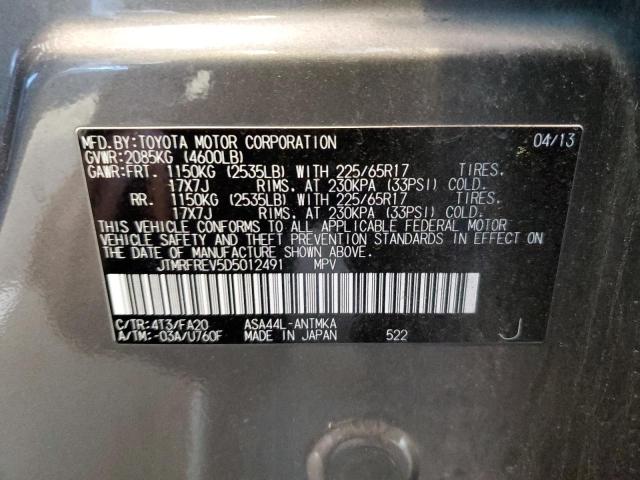 MFD.BY:TOYOTA MOTOR CORPORATION 04/13
GVWR:2085KG (4600LB)
GAWR:FRT. 1150KG (2535LB) WITH 225/65R17 TIRES.
17X7J RIMS. AT 230KPA (33PSI) COLD.
RR. 1150KG (2535LB) WITH 225/65R17 TIRES.
17X7J RIMS. AT 230KPA (33PSI) COLD.
THIS VEHICLE CONFORMS TO ALL APPLICABLE FEDERAL MOTOR
VEHICLE SAFETY AND THEFT PREVENTION STANDARDS IN EFFECT ON
THE DATE OF MANUFACTURE SHOWN ABOVE.
JTMRFREV5D5012491 MPV
C/TR:4T3/FA20 ASA44L-ANTMKA
A/TM:-03A/U760F MADE IN JAPAN 522 J